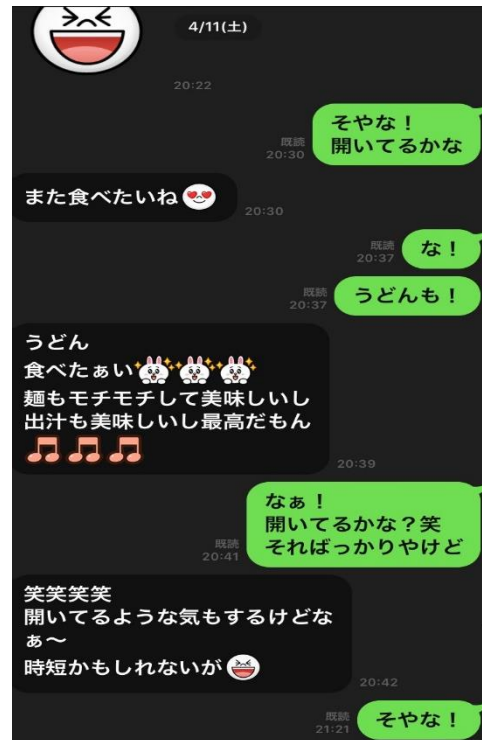 4/11(土)
20:22
そやな！
開いてるかな
既読
20:30
また食べたいね
20:30
な！
既読
20:37
うどんも！
既読
20:37
うどん
食べたぁい
麺もモチモチして美味しいし
出汁も美味しいし最高だもん
20:39
なぁ！
開いてるかな？笑
そればっかりやけど
既読
20:41
笑笑笑笑
開いてるような気もするけどな
ぁ〜
時短かもしれないが
20:42
そやな！
既読
21:21